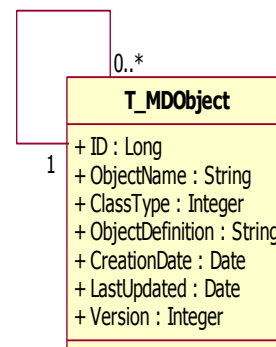 0..*
T_MDObject
1
+ ID : Long
+ ObjectName : String
+ ClassType : Integer
+ ObjectDefinition : String
+ CreationDate : Date
+ LastUpdated : Date
+ Version : Integer